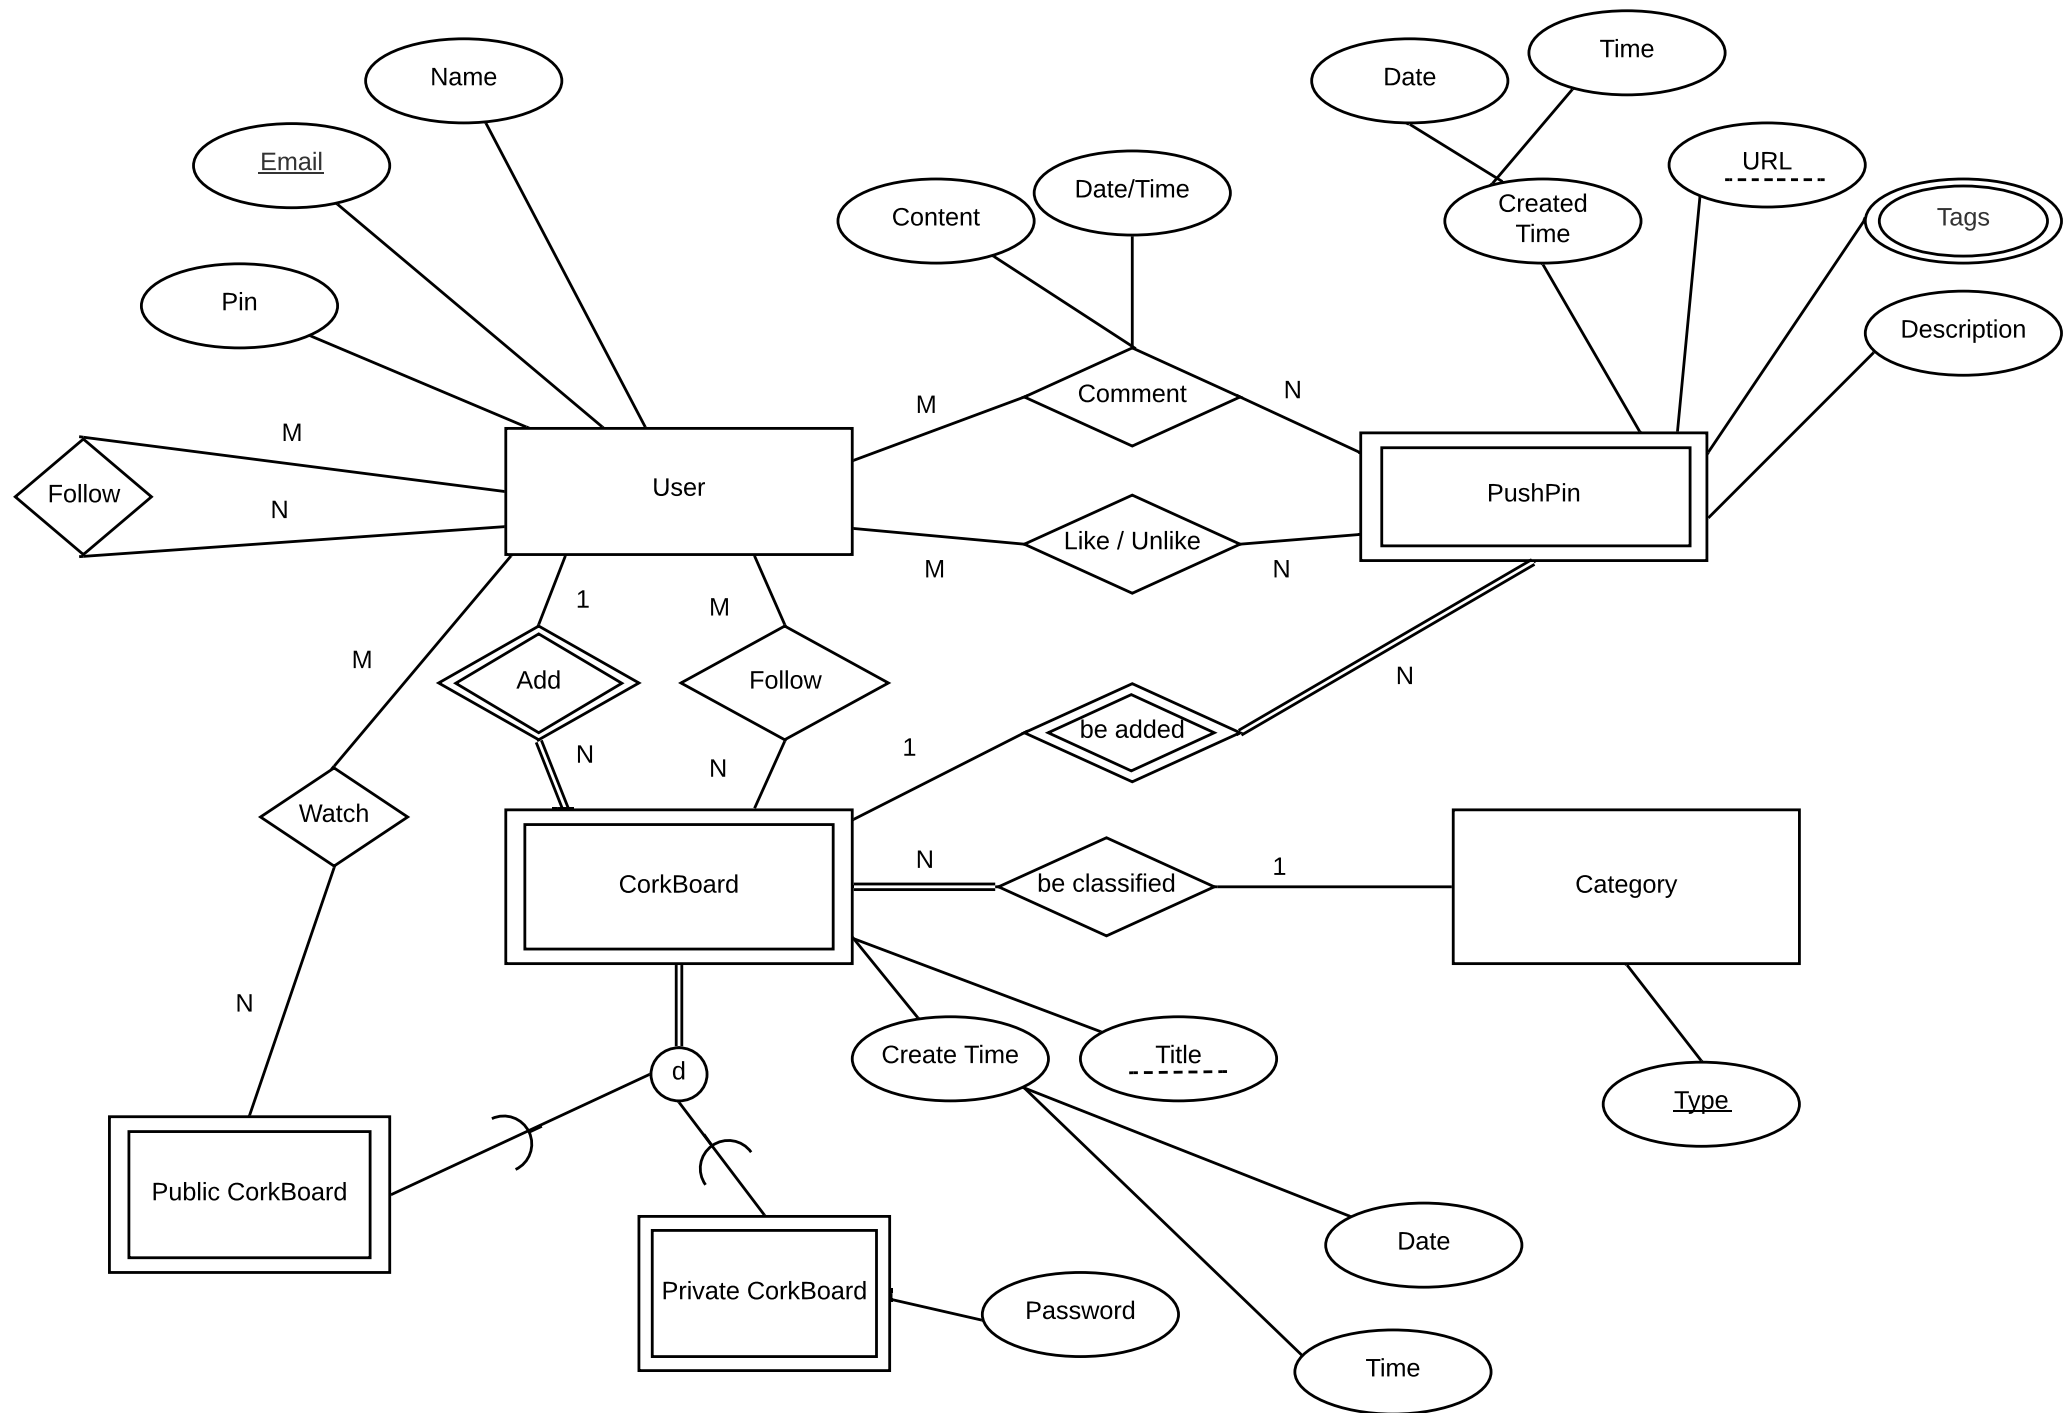 Time
Name
Date
URL
Email
Date/Time
Content
Created
Time
Tags
Pin
Description
Comment
M
N
M
Follow
N
User
PushPin
Like / Unlike
M
N
1
M
M
Add
Follow
N
be added
N
N
1
Watch
N
1
CorkBoard
be classified
Category
N
d
Create Time
Title
Type
Public CorkBoard
Date
Private CorkBoard
Password
Time